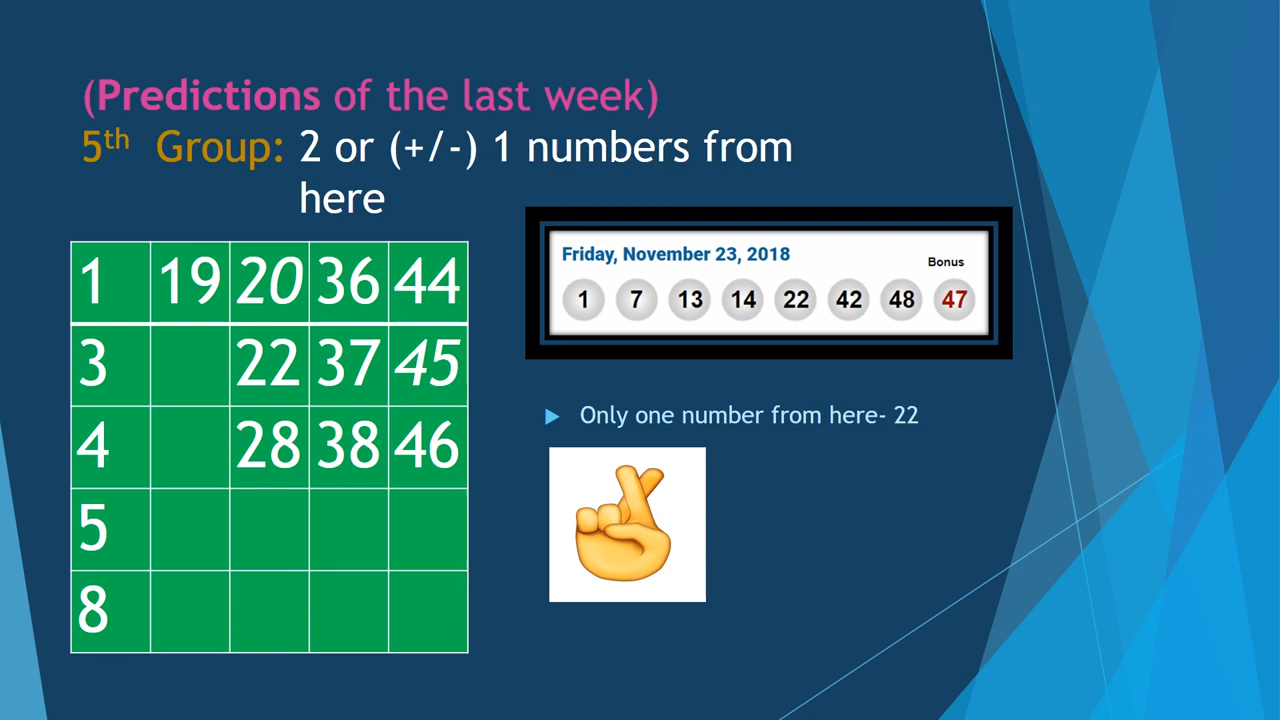 (Predictions of the last week)
5th Group: 2 or (+/-) 1 numbers from
here
1 19 20 36 44
3 22 37 45
4 28 38 46
5
8
Friday, November 23, 2018
Bonus
1 7 13 14 22 42 48 47
Only one number from here- 22